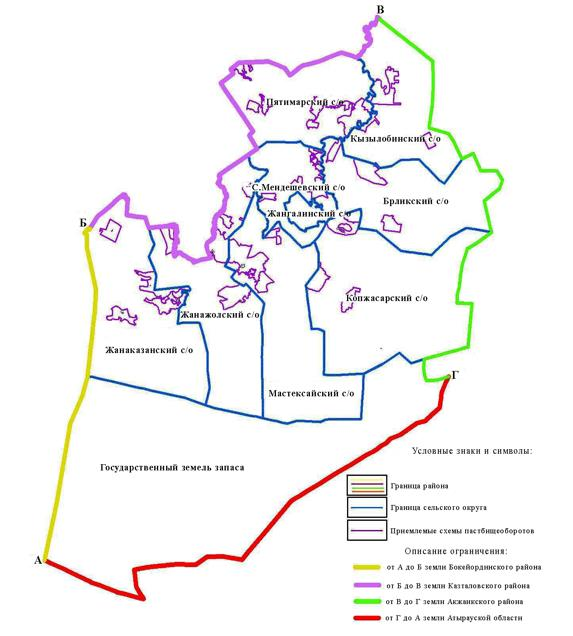 В
Пятимарский с/о
Кызылобинский с/о
С.Мендешевский с/о
Брликский с/о
Жангалинский с/о
Б
Копжасарский с/о
Жанажолский с/о
Жанаказанский с/о
Г
Мастексайский с/о
Государственный земель запаса
А
Условные знаки и символы:
Граница района
Граница сельского округа
Приемлемые схемы пастбищеоборотов
Описание ограничения:
от А до Б земли Бокейординского района
от Б до В земли Казталовского района
от В до Г земли Акжаикского района
от Г до А земли Атырауской области